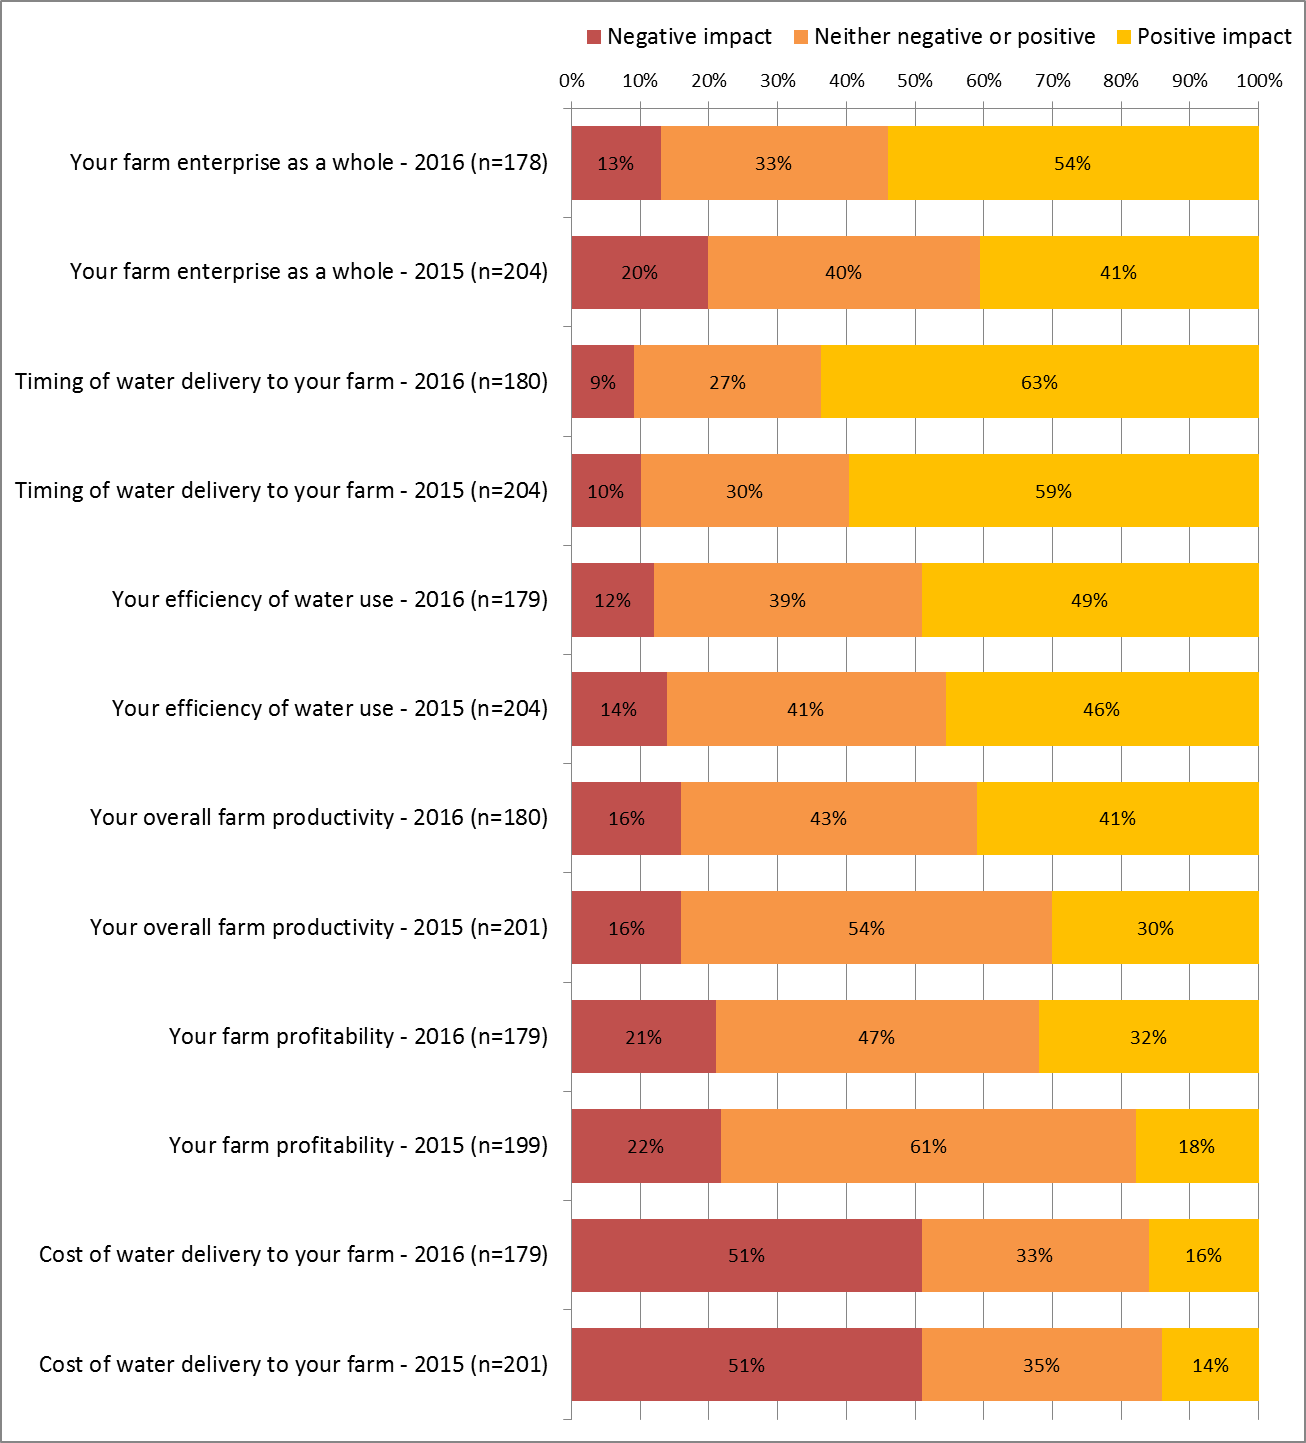 Negative impact Neither negative or positive Positive impact
0% 10% 20% 30% 40% 50% 60% 70% 80% 90% 100%
Your farm enterprise as a whole - 2016 (n=178) 13% 33% 54%
Your farm enterprise as a whole - 2015 (n=204) 20% 40% 41%
Timing of water delivery to your farm - 2016 (n=180) 9% 27% 63%
Timing of water delivery to your farm - 2015 (n=204) 10% 30% 59%
Your efficiency of water use - 2016 (n=179) 12% 39% 49%
Your efficiency of water use - 2015 (n=204) 14% 41% 46%
Your overall farm productivity - 2016 (n=180) 16% 43% 41%
Your overall farm productivity - 2015 (n=201) 16% 54% 30%
Your farm profitability - 2016 (n=179) 21% 47% 32%
Your farm profitability - 2015 (n=199) 22% 61% 18%
Cost of water delivery to your farm - 2016 (n=179) 51% 33% 16%
Cost of water delivery to your farm - 2015 (n=201) 51% 35% 14%